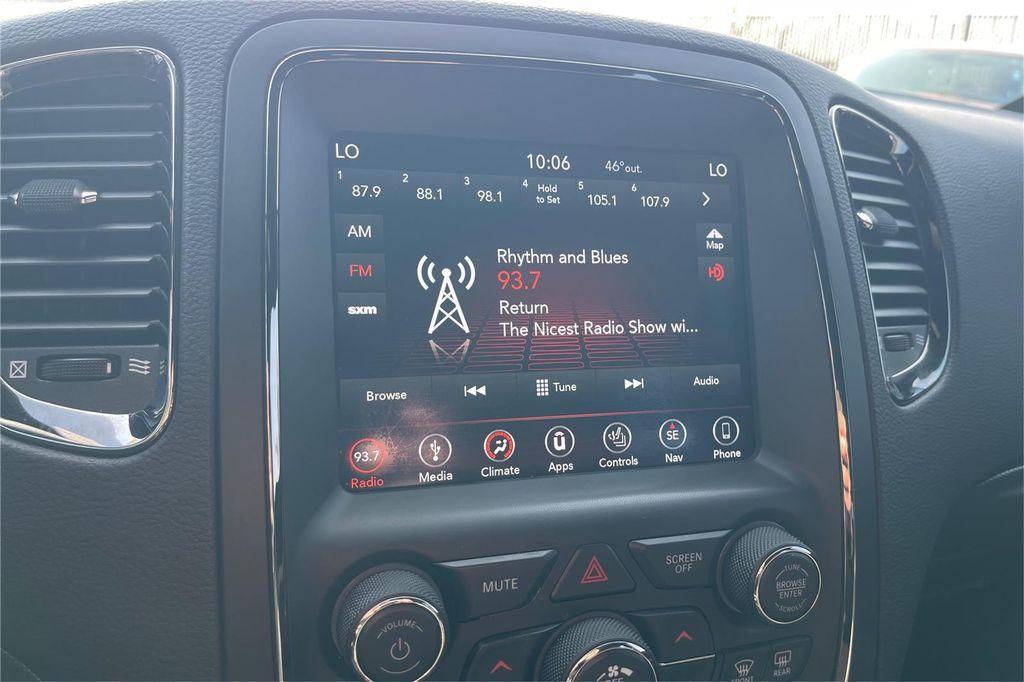 LO 10:06 46°out. LO
1 87.9 2 88.1 3 98.1 4 Hold to Set 5 105.1 6 107.9
AM
Map
FM
HD
sxm
Rhythm and Blues
93.7
Return
The Nicest Radio Show wi...
Browse Tune Audio
93.7 SE
Radio Media Climate Apps Controls Nav Phone
MUTE
SCREEN
OFF
VOLUME
TUNE
BROWSE
ENTER
SCROLL
OFF
FRONT
REAR